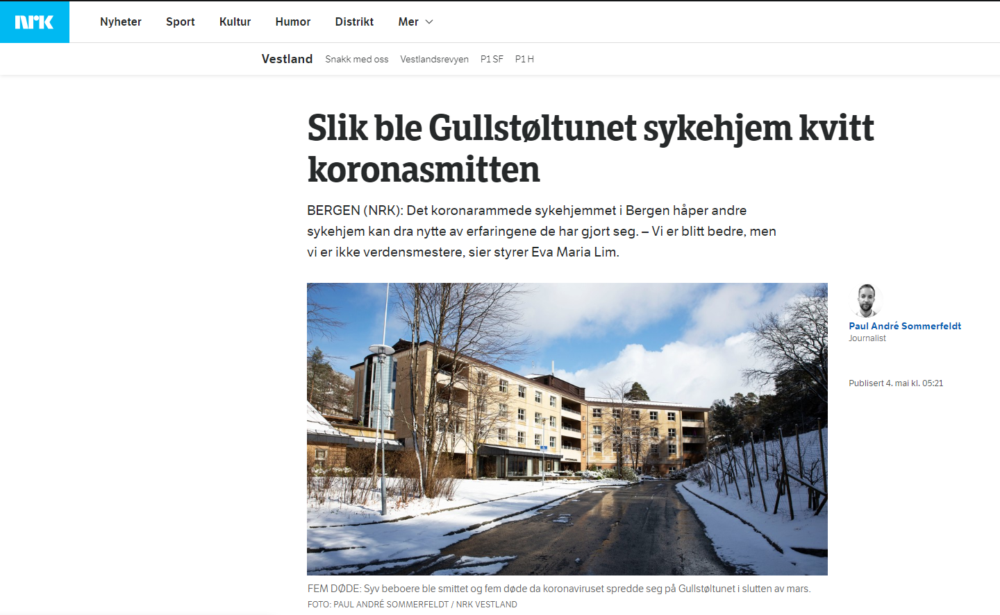 nrk
Nyheter Sport Kultur Humor Distrikt Mer
Vestland Snakk med oss Vestlandsrevyen P1 SF P1 H
Slik ble Gullstøltunet sykehjem kvitt
koronasmitten
BERGEN (NRK): Det koronarammede sykehjemmet i Bergen håper andre
sykehjem kan dra nytte av erfaringene de har gjort seg. – Vi er blitt bedre, men
vi er ikke verdensmestere, sier styrer Eva Maria Lim.
Paul André Sommerfeldt
Journalist
Publisert 4. mai kl. 05:21
FEM DØDE: Syv beboere ble smittet og fem døde da koronaviruset spredde seg på Gullstøltunet i slutten av mars.
FOTO: PAUL ANDRÉ SOMMERFELDT / NRK VESTLAND